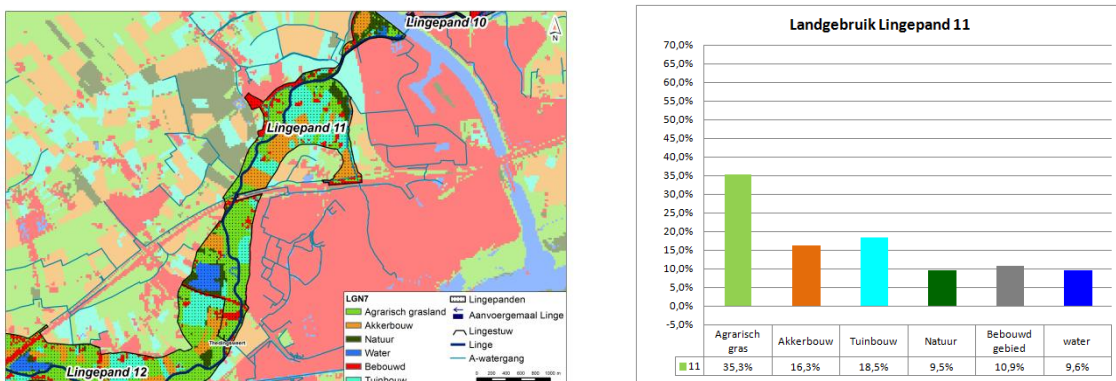 Lingepand 10
N
Lingepand 11
Lingepand 12
LGN7
Agrarisch grasland
Akkerbouw
Natuur
Water
Bebouwd
Tuinbouw
Lingepanden
Aanvoergemaal Linge
Lingestuw
Linge
A-watergang
Landgebruik Lingepand 11
70,0%
65,0%
60,0%
55,0%
50,0%
45,0%
40,0%
35,0%
30,0%
25,0%
20,0%
15,0%
10,0%
5,0%
0,0%
-5,0%
Agrarisch gras Akkerbouw Tuinbouw Natuur Bebouwd gebied water
11 35,3% 16,3% 18,5% 9,5% 10,9% 9,6%